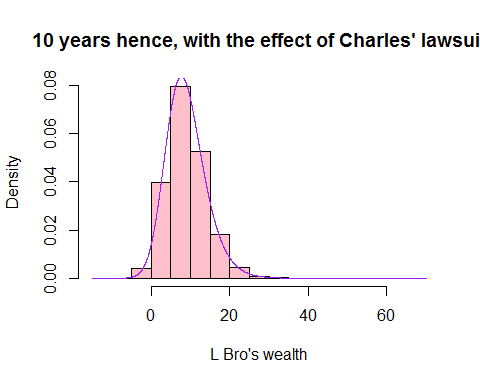 10 years hence, with the effect of Charles' lawsui
0.08
0.06
0.04
0.02
0.00
Density
0 20 40 60
L Bro's wealth